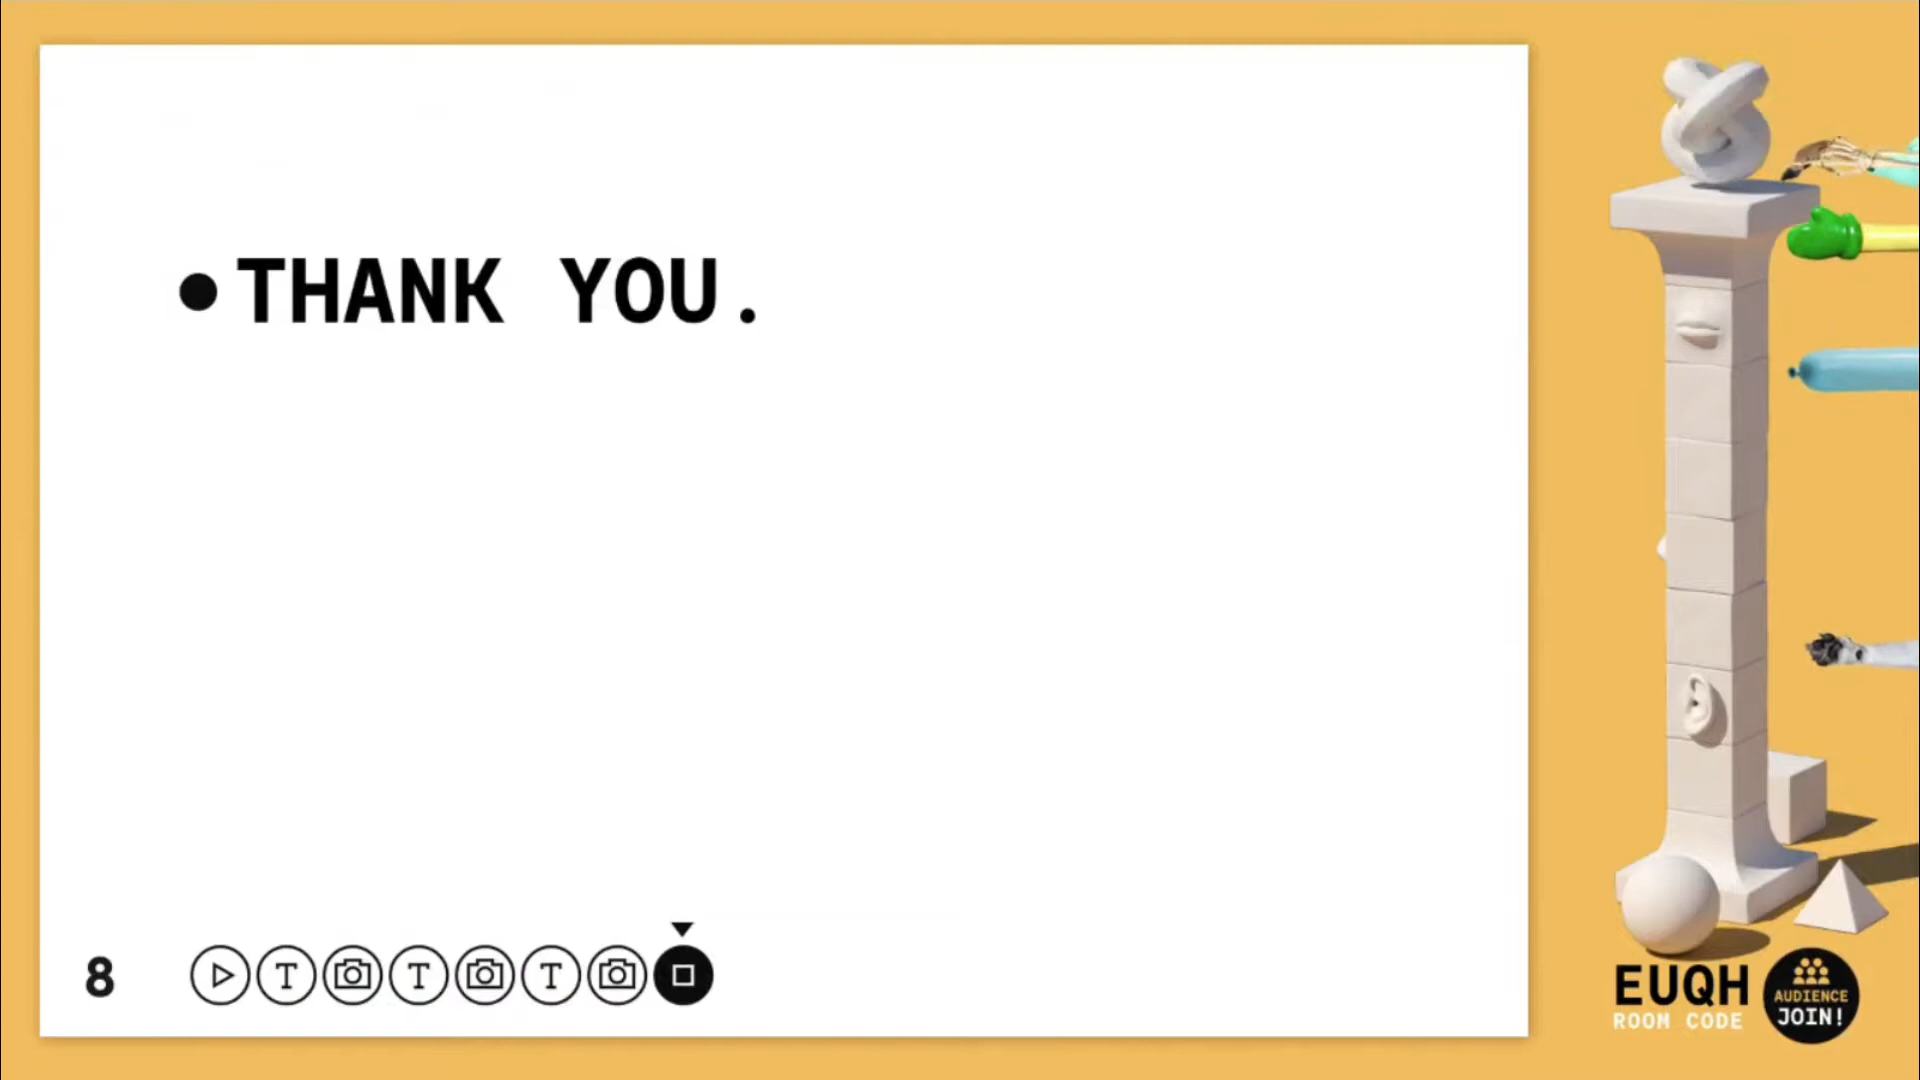 • THANK YOU.
8
T
T
T
EUQH
ROOM CODE
AUDIENCE
JOIN!